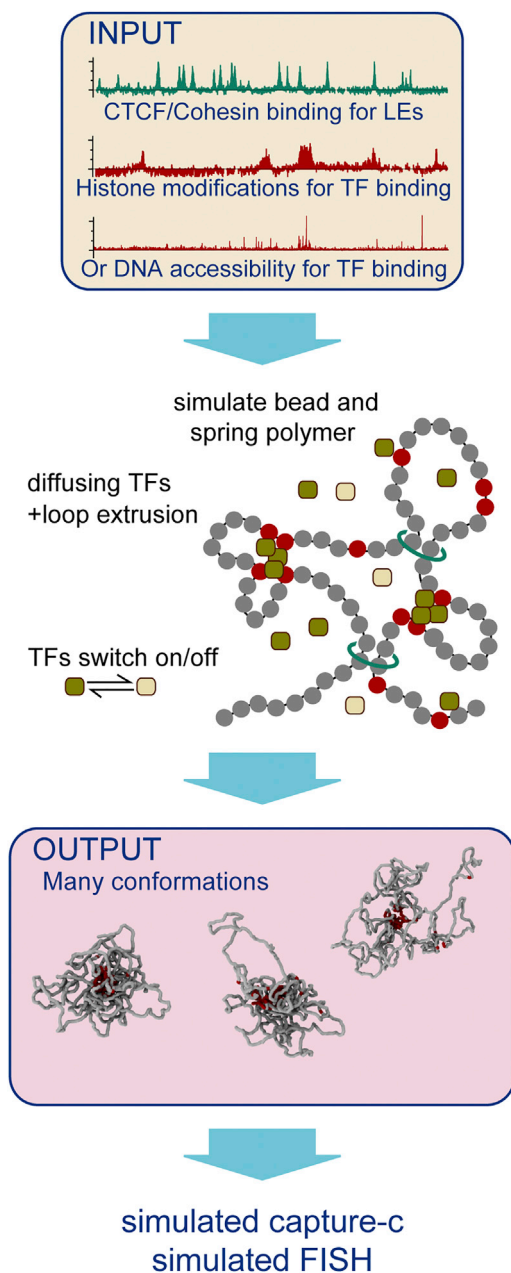 INPUT
CTCF/Cohesin binding for LEs
Histone modifications for TF binding
Or DNA accessibility for TF binding
simulate bead and
spring polymer
diffusing TFs
+loop extrusion
TFs switch on/off
OUTPUT
Many conformations
simulated capture-c
simulated FISH